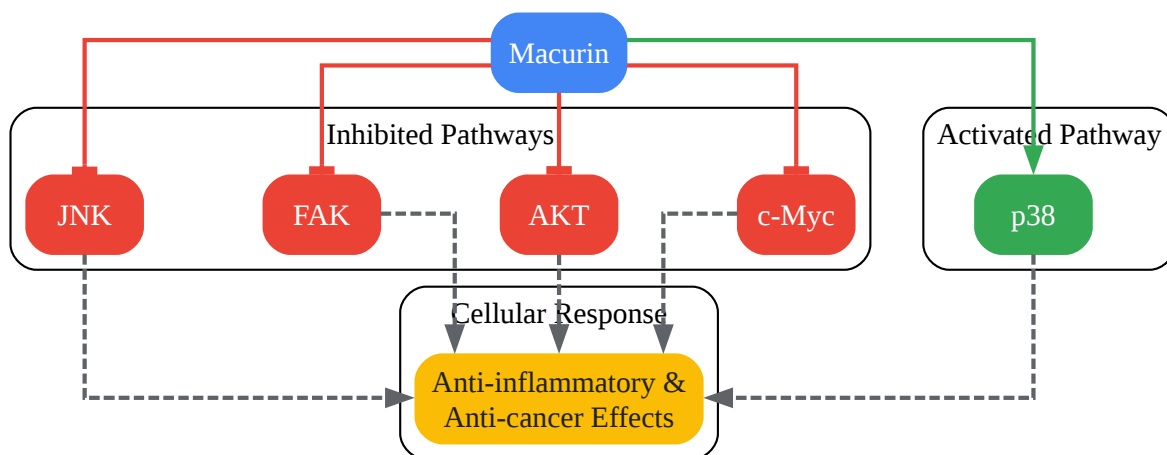 Macurin
Inhibited Pathways
Activated Pathway
JNK
FAK
AKT
c-Myc
p38
Cellular Response
Anti-inflammatory &
Anti-cancer Effects